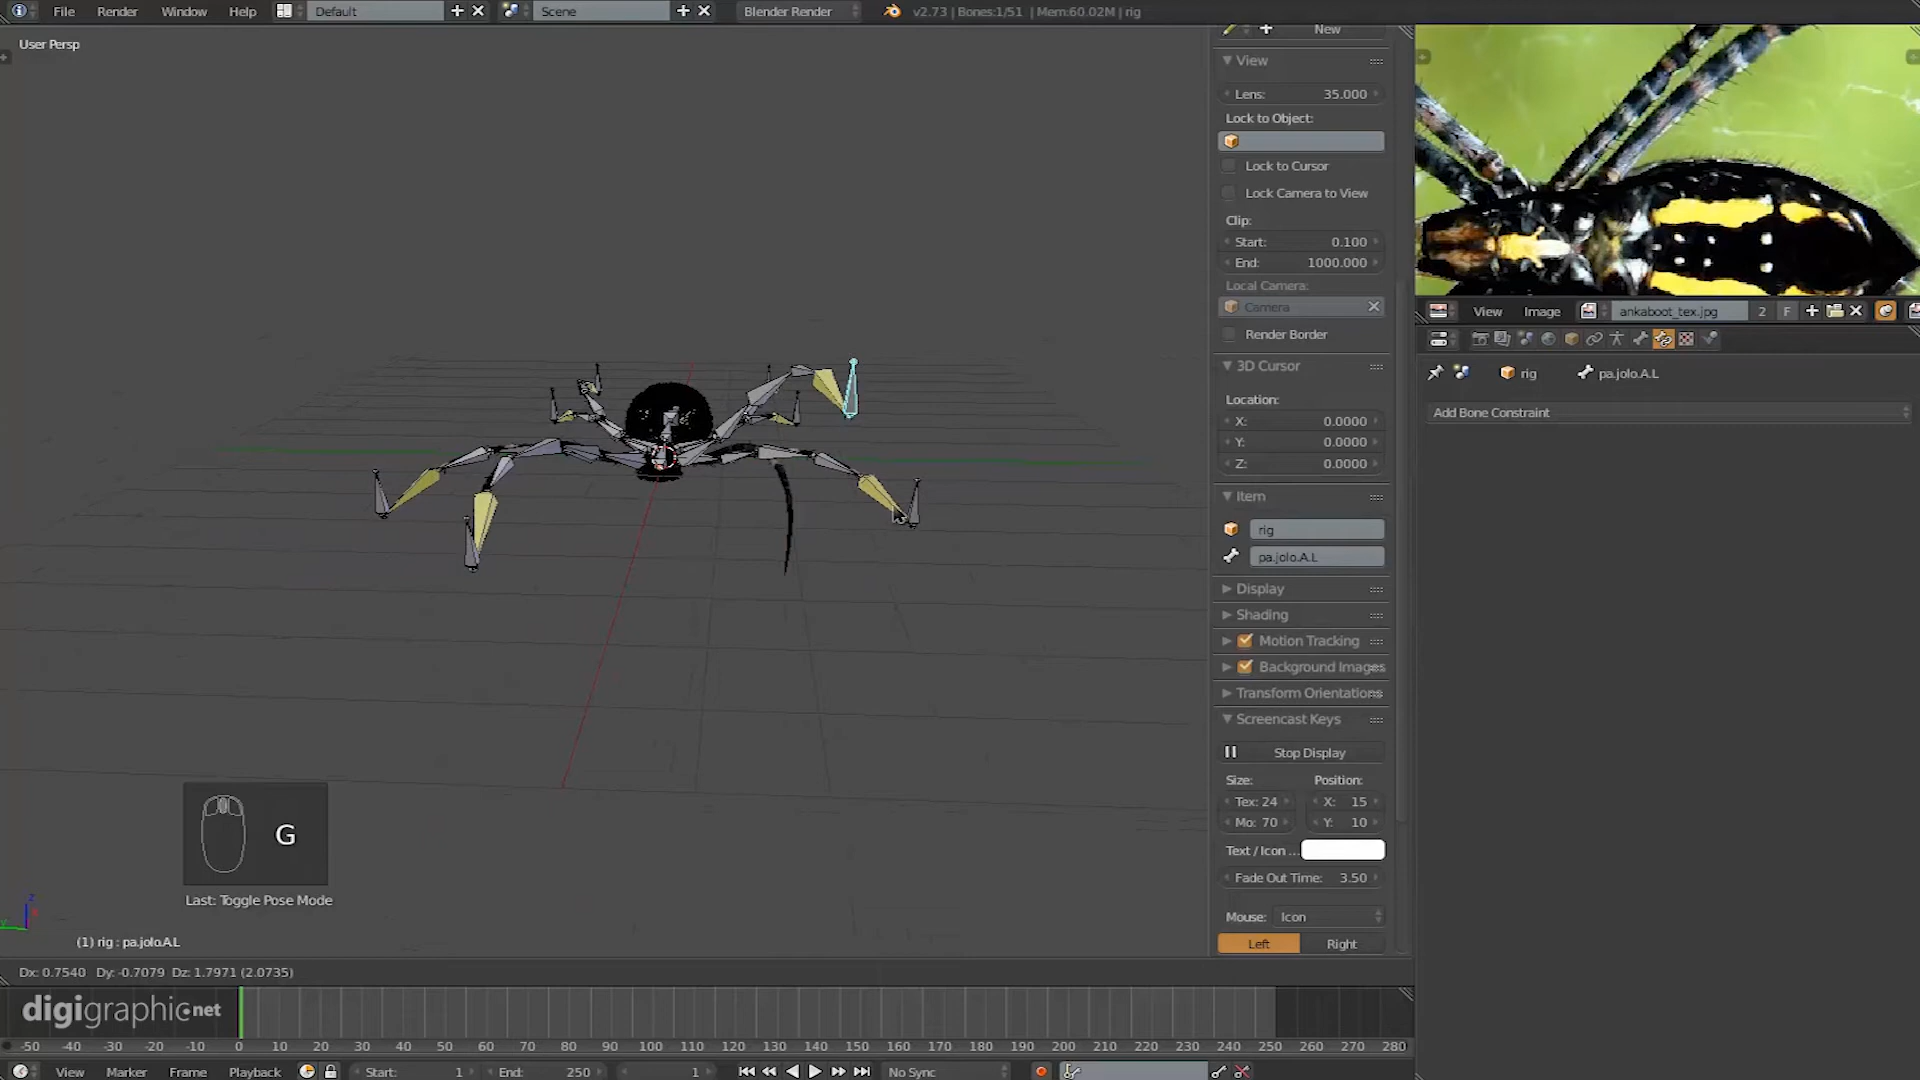 File Render Window Help Default Scene Blender Render v2.73 | Bones:1/51 | Mem:60.02M | rig
User Persp
New
View
Lens: 35.000
Lock to Object:
Lock to Cursor
Lock Camera to View
Clip:
Start: 0.100
End: 1000.000
Local Camera:
Camera
Render Border
3D Cursor
Location:
X: 0.0000
Y: 0.0000
Z: 0.0000
Item
rig
pa.jolo.A.L
Display
Shading
Motion Tracking
Background Images
Transform Orientations
Screencast Keys
Stop Display
Size: Position:
Tex: 24 X: 15
Mo: 70 Y: 10
Text / Icon ...
Fade Out Time: 3.50
Mouse: Icon
Left Right
View Image ankaboot_tex.jpg 2 F
rig pa.jolo.A.L
Add Bone Constraint
G
Last: Toggle Pose Mode
z
x
y
(1) rig : pa.jolo.A.L
Dx: 0.7540 Dy: -0.7079 Dz: 1.7971 (2.0735)
digigraphic.net
-50 -40 -30 -20 -10 0 10 20 30 40 50 60 70 80 90 100 110 120 130 140 150 160 170 180 190 200 210 220 230 240 250 260 270 280
View Marker Frame Playback Start: 1 End: 250 1 No Sync